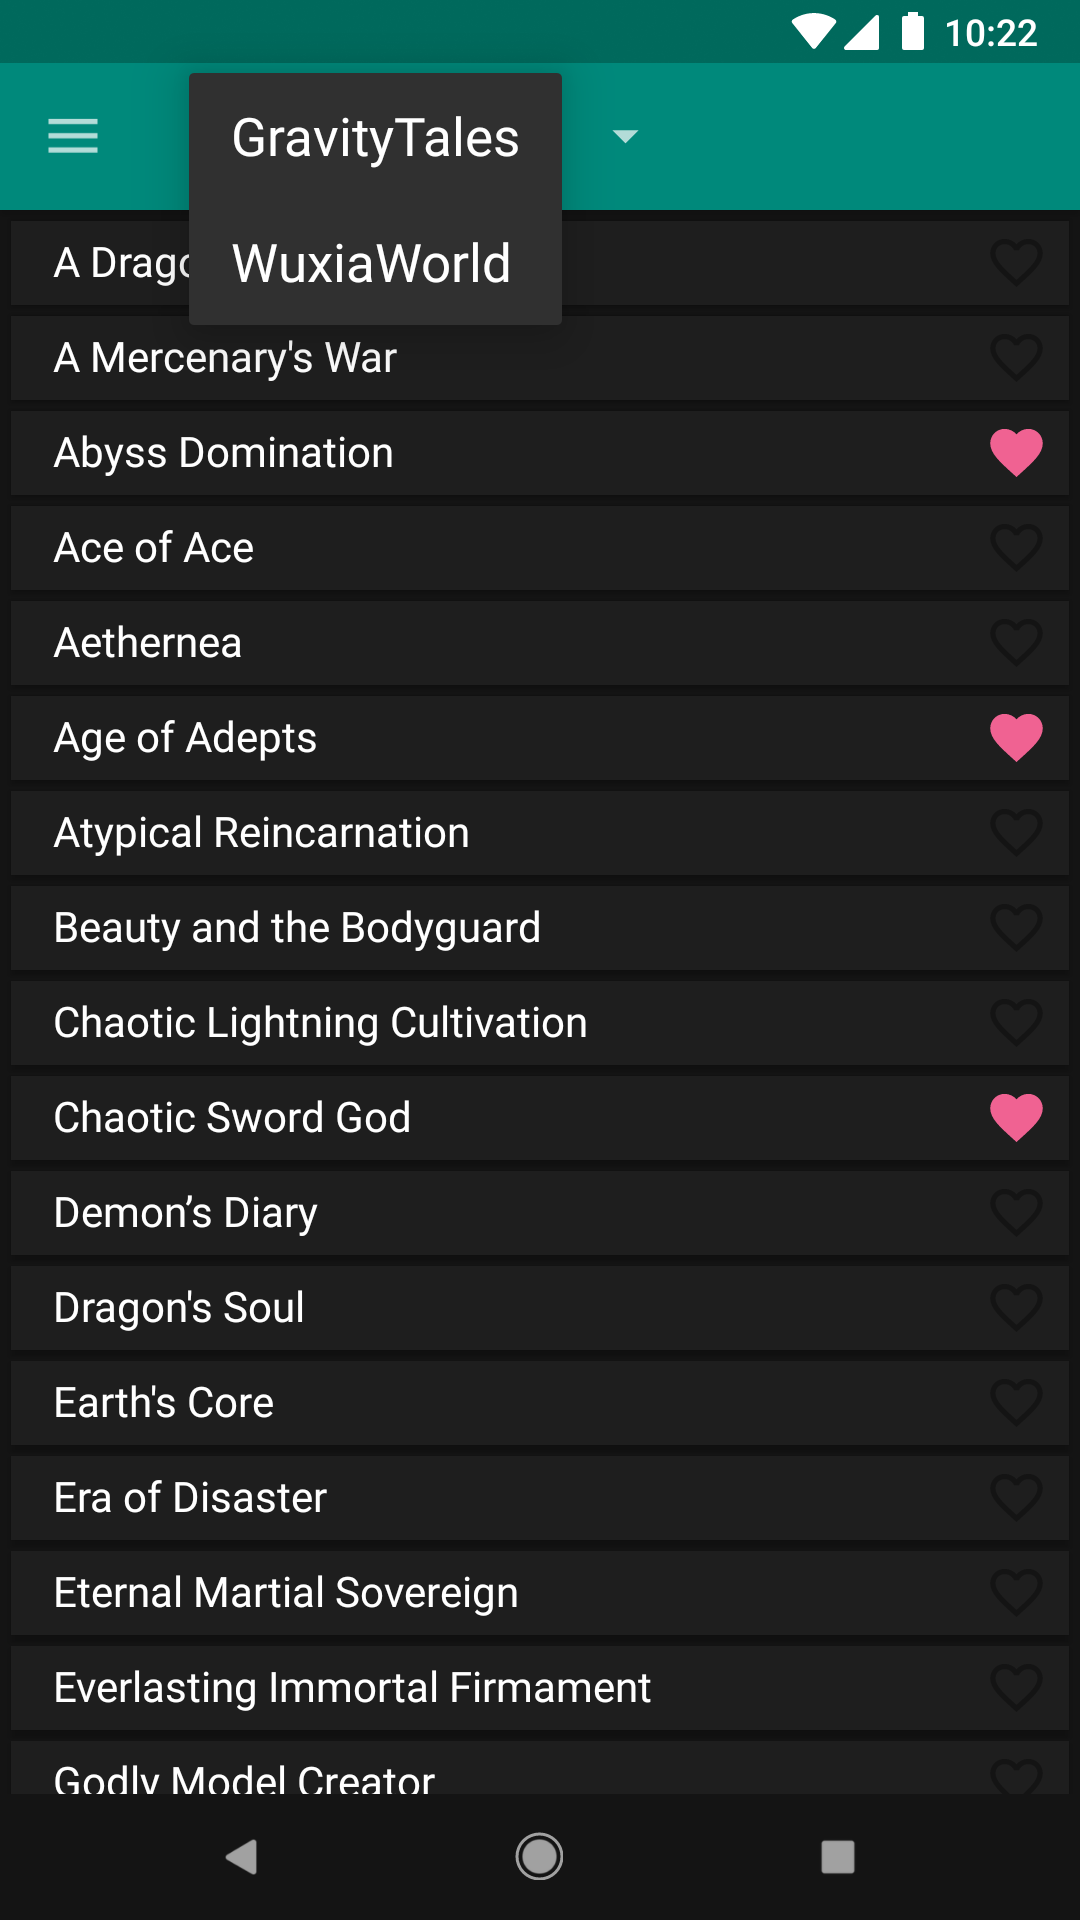 10:22
GravityTales
WuxiaWorld
A
A Mercenary's War
Abyss Domination
Ace of Ace
Aethernea
Age of Adepts
Atypical Reincarnation
Beauty and the Bodyguard
Chaotic Lightning Cultivation
Chaotic Sword God
Demon’s Diary
Dragon's Soul
Earth's Core
Era of Disaster
Eternal Martial Sovereign
Everlasting Immortal Firmament
Godly Model Creator